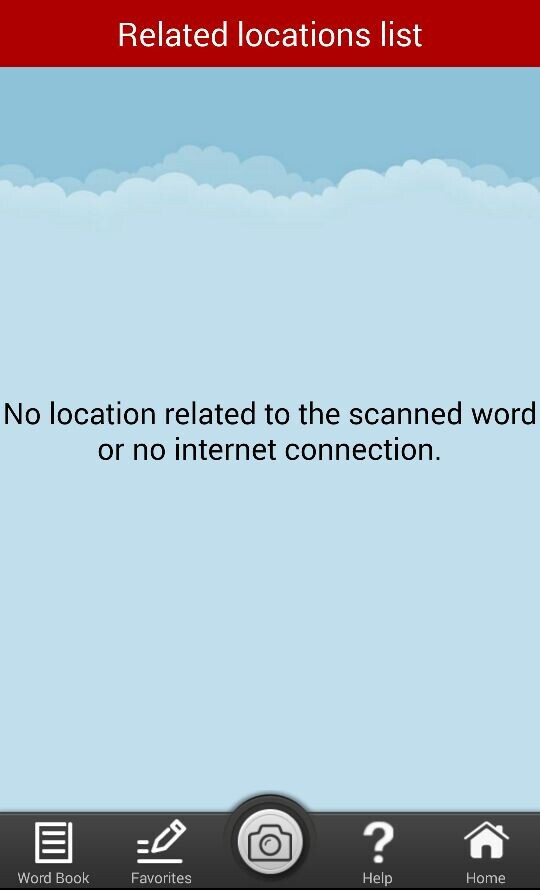 Related locations list
No location related to the scanned word
or no internet connection.
Word Book
Favorites
Help
Home